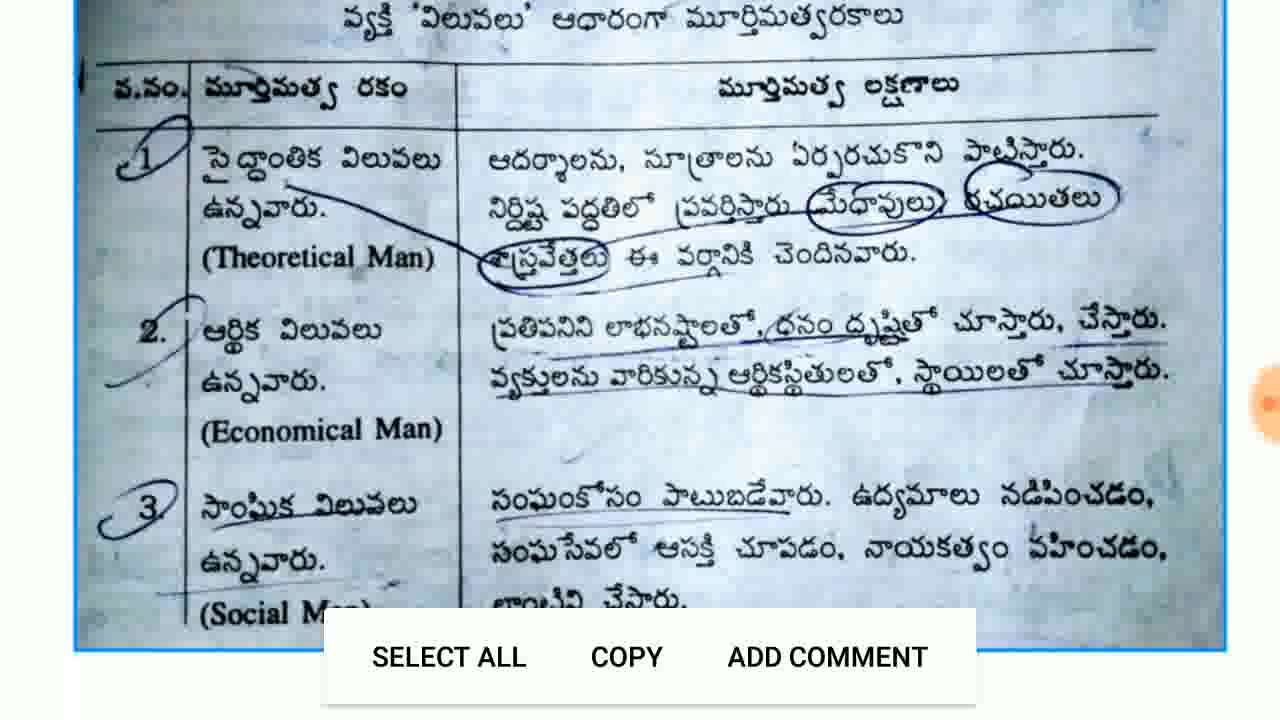 వ్యక్తి 'విలువలు' ఆధారంగా మూర్తిమత్వరకాలు
వ.నం. మూర్తిమత్వ రకం మూర్తిమత్వ లక్షణాలు
1 సైద్ధాంతిక విలువలు ఆదర్శాలను, సూత్రాలను ఏర్పరచుకొని పాటిస్తారు.
ఉన్నవారు. నిర్దిష్ట పద్ధతిలో ప్రవర్తిస్తారు మేధావులు, రచయితలు
(Theoretical Man) శాస్త్రవేత్తలు ఈ వర్గానికి చెందినవారు.
2. ఆర్థిక విలువలు ప్రతిపనిని లాభనష్టాలతో, ధనం దృష్టితో చూస్తారు, చేస్తారు.
ఉన్నవారు. వ్యక్తులను వారికున్న ఆర్థికస్థితులతో, స్థాయిలతో చూస్తారు.
(Economical Man)
3. సాంఘిక విలువలు సంఘంకోసం పాటుబడేవారు. ఉద్యమాలు నడిపించడం,
ఉన్నవారు. సంఘసేవలో ఆసక్తి చూపడం, నాయకత్వం వహించడం,
(Social Man) లాంటివి చేస్తారు.
SELECT ALL COPY ADD COMMENT